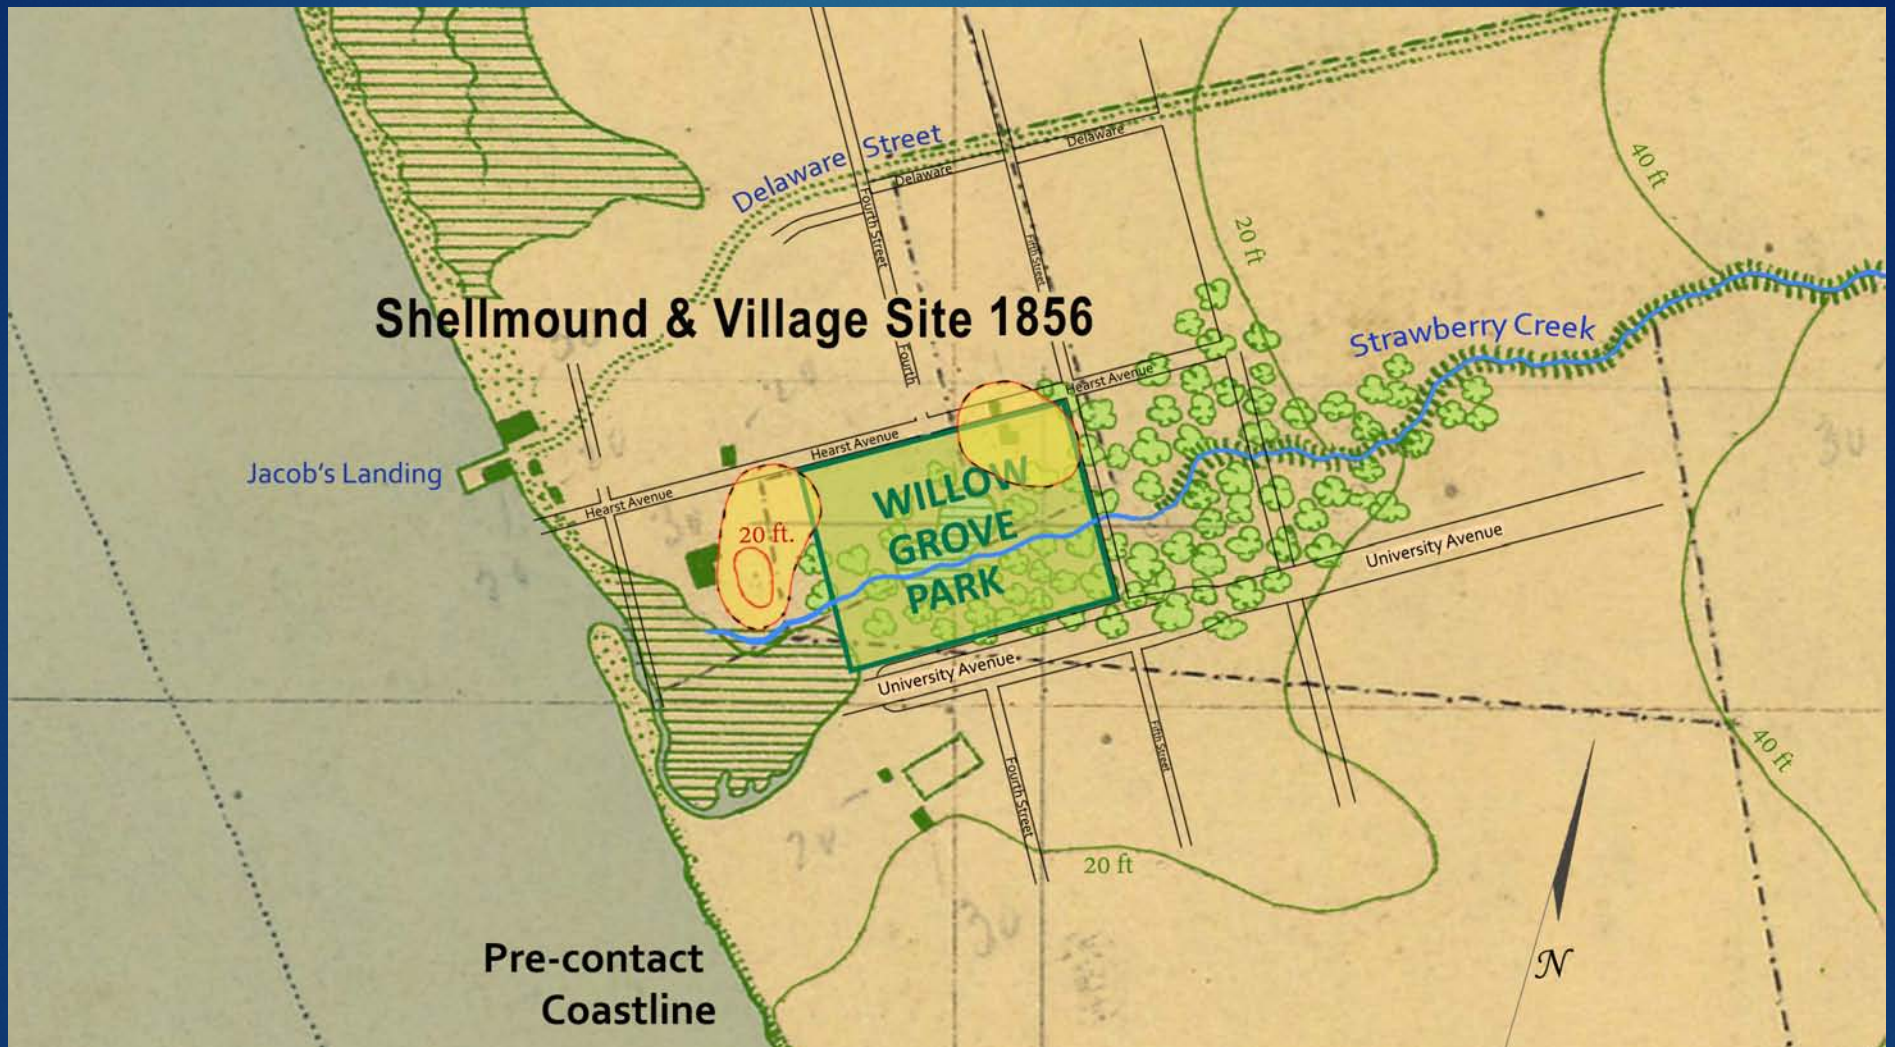 Delaware Street
Delaware
Delaware
Fourth Street
Fifth Street
40 ft
20 ft
Shellmound & Village Site 1856
Strawberry Creek
Fourth
Hearst Avenue
Hearst Avenue
Hearst Avenue
Jacob's Landing
20 ft.
WILLOW
GROVE
PARK
University Avenue
University Avenue
Fourth Street
Fifth Street
40 ft
20 ft
Pre-contact
Coastline
N